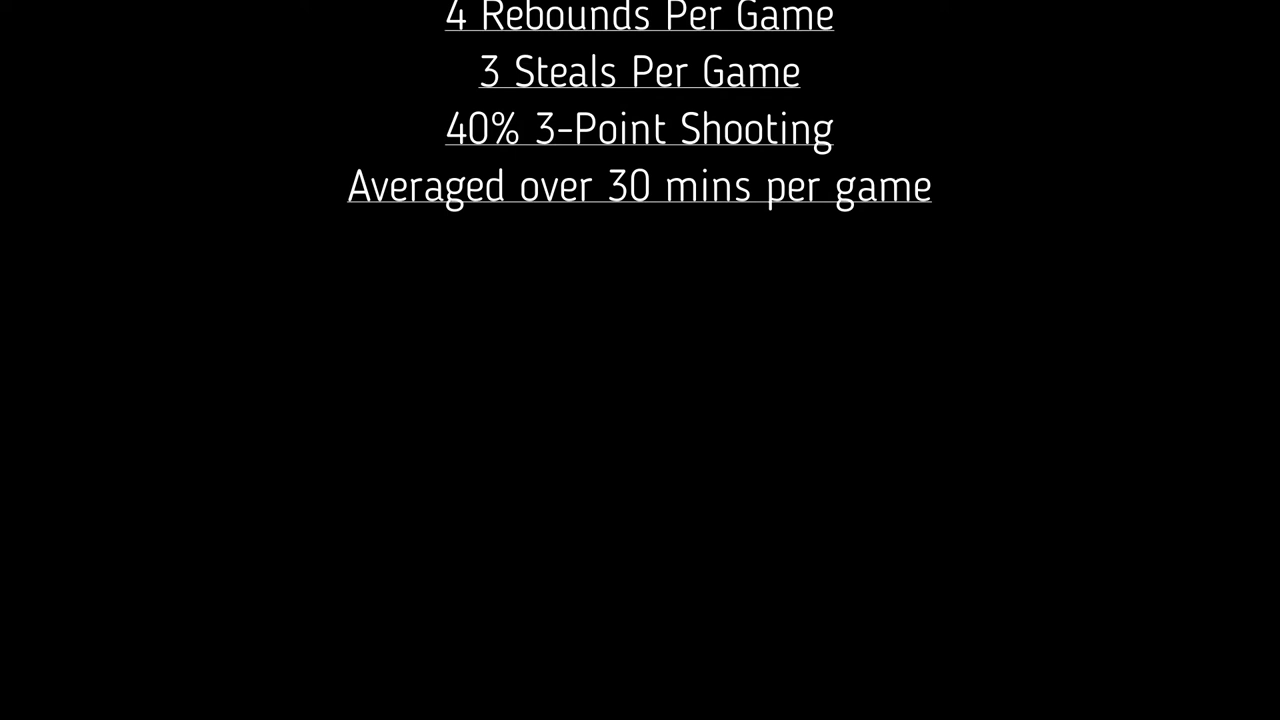 4 Rebounds Per Game
3 Steals Per Game
40% 3-Point Shooting
Averaged over 30 mins per game